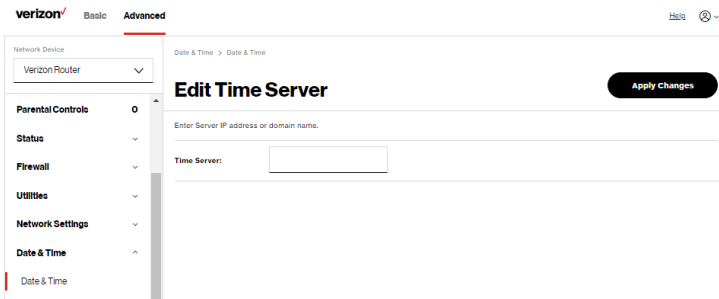 verizon✓ Basic Advanced Help
Network Device
Verizon Router
Parental Controls 0
Status
Firewall
Utilities
Network Settings
Date & Time
Date & Time
Date & Time > Date & Time
Edit Time Server Apply Changes
Enter Server IP address or domain name.
Time Server: